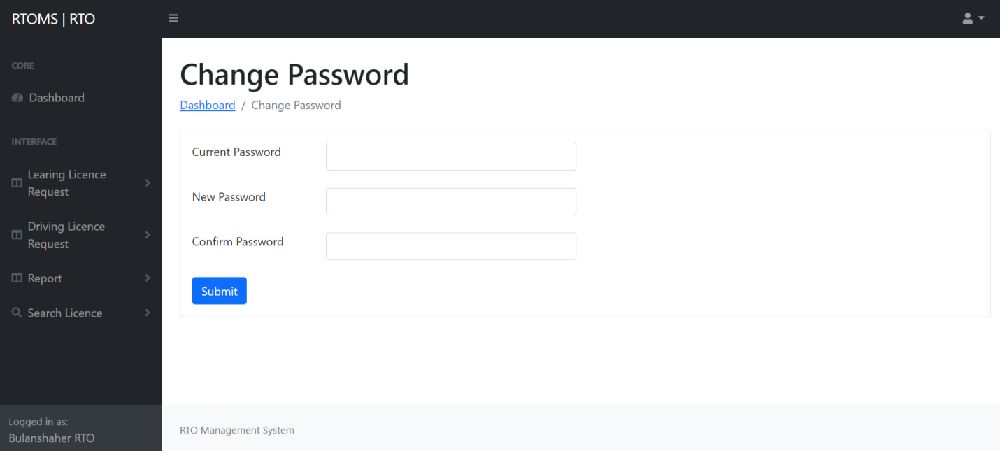 RTOMS | RTO
CORE
Dashboard
INTERFACE
Learing Licence
Request
Driving Licence
Request
Report
Search Licence
Logged in as:
Bulanshaher RTO
Change Password
Dashboard / Change Password
Current Password
New Password
Confirm Password
Submit
RTO Management System